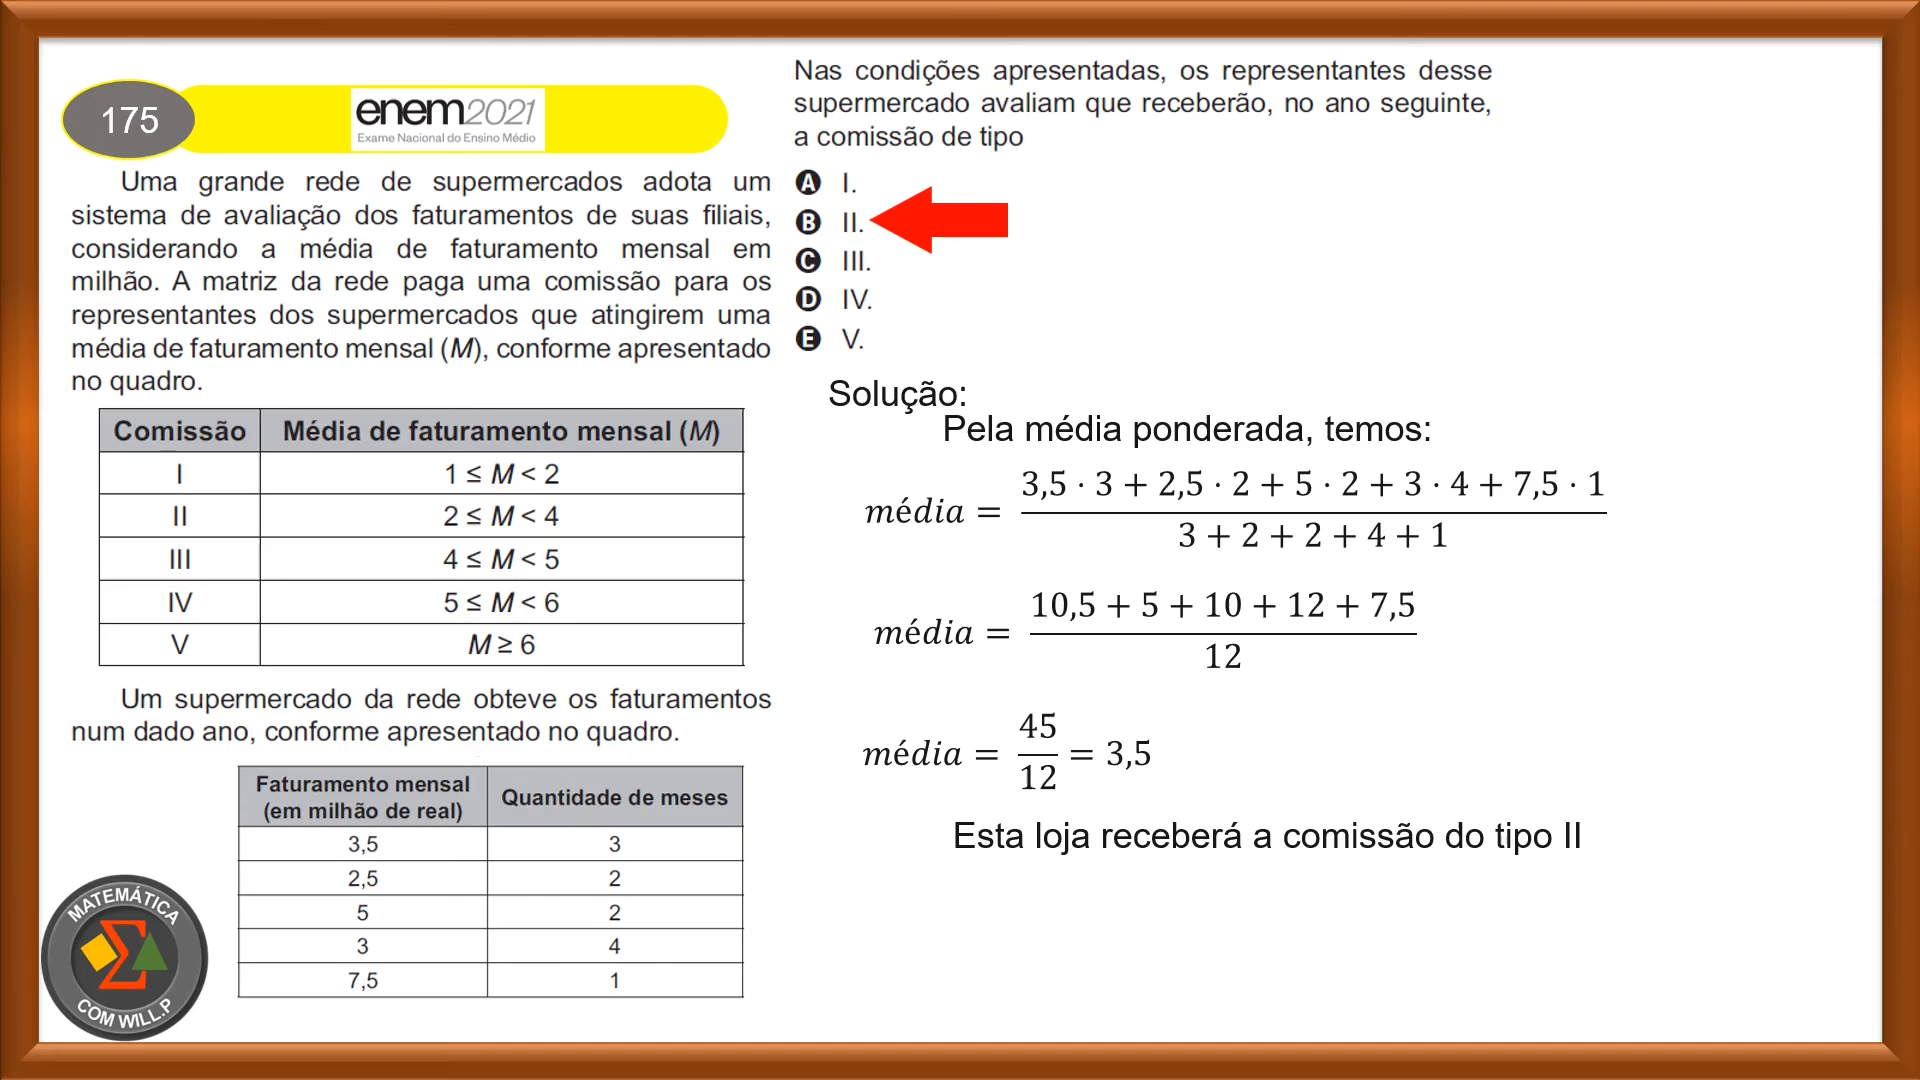 175
enem2021
Exame Nacional do Ensino Médio
Uma grande rede de supermercados adota um
sistema de avaliação dos faturamentos de suas filiais,
considerando a média de faturamento mensal em
milhão. A matriz da rede paga uma comissão para os
representantes dos supermercados que atingirem uma
média de faturamento mensal (M), conforme apresentado
no quadro.
Comissão Média de faturamento mensal (M)
I 1 ≤ M < 2
II 2 ≤ M < 4
III 4 ≤ M < 5
IV 5 ≤ M < 6
V M ≥ 6
Um supermercado da rede obteve os faturamentos
num dado ano, conforme apresentado no quadro.
Faturamento mensal
(em milhão de real)
Quantidade de meses
3,5 3
2,5 2
5 2
3 4
7,5 1
MATEMÁTICA
COM WILL.P
Nas condições apresentadas, os representantes desse
supermercado avaliam que receberão, no ano seguinte,
a comissão de tipo
A I.
B II.
C III.
D IV.
E V.
Solução:
Pela média ponderada, temos:
3,5 · 3 + 2,5 · 2 + 5 · 2 + 3 · 4 + 7,5 · 1
média =
3 + 2 + 2 + 4 + 1
10,5 + 5 + 10 + 12 + 7,5
média =
12
45
média = = 3,5
12
Esta loja receberá a comissão do tipo II